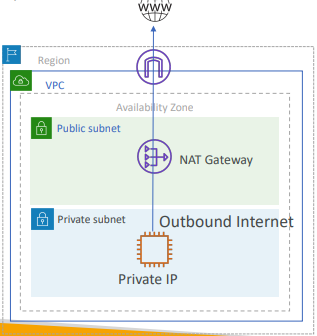 WWW
Region
VPC
Availability Zone
Public subnet
NAT Gateway
Private subnet
Outbound Internet
Private IP